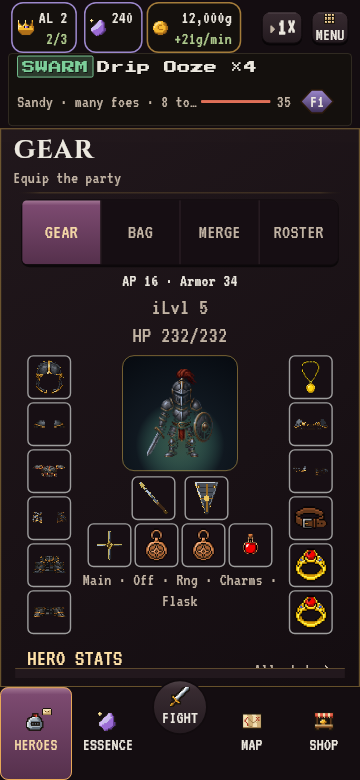 AL 2
2/3
240
12,000g
+21g/min
▸1X
MENU
SWARM Drip Ooze ×4
Sandy · many foes · 8 to… 35 F1
GEAR
Equip the party
GEAR BAG MERGE ROSTER
AP 16 · Armor 34
iLvl 5
HP 232/232
Main · Off · Rng · Charms ·
Flask
HERO STATS
HEROES ESSENCE FIGHT MAP SHOP